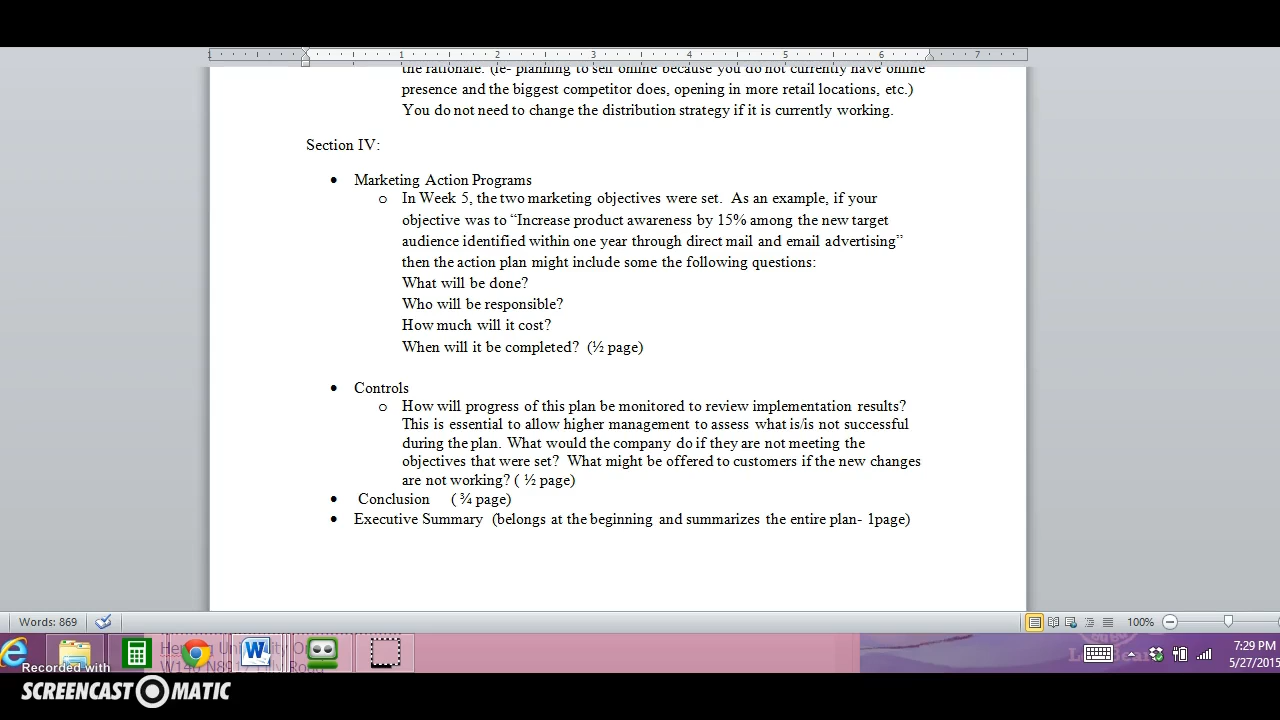 1 1 2 3 4 5 6 7
the rationale. (ie- planning to sell online because you do not currently have online
presence and the biggest competitor does, opening in more retail locations, etc.)
You do not need to change the distribution strategy if it is currently working.
Section IV:
• Marketing Action Programs
o In Week 5, the two marketing objectives were set.  As an example, if your
objective was to “Increase product awareness by 15% among the new target
audience identified within one year through direct mail and email advertising”
then the action plan might include some the following questions:
What will be done?
Who will be responsible?
How much will it cost?
When will it be completed?  (½ page)
• Controls
o How will progress of this plan be monitored to review implementation results?
This is essential to allow higher management to assess what is/is not successful
during the plan. What would the company do if they are not meeting the
objectives that were set?  What might be offered to customers if the new changes
are not working? ( ½ page)
• Conclusion    ( ¾ page)
• Executive Summary  (belongs at the beginning and summarizes the entire plan- 1page)
Words: 869
100%
7:29 PM
5/27/2015
Recorded with
SCREENCAST O MATIC